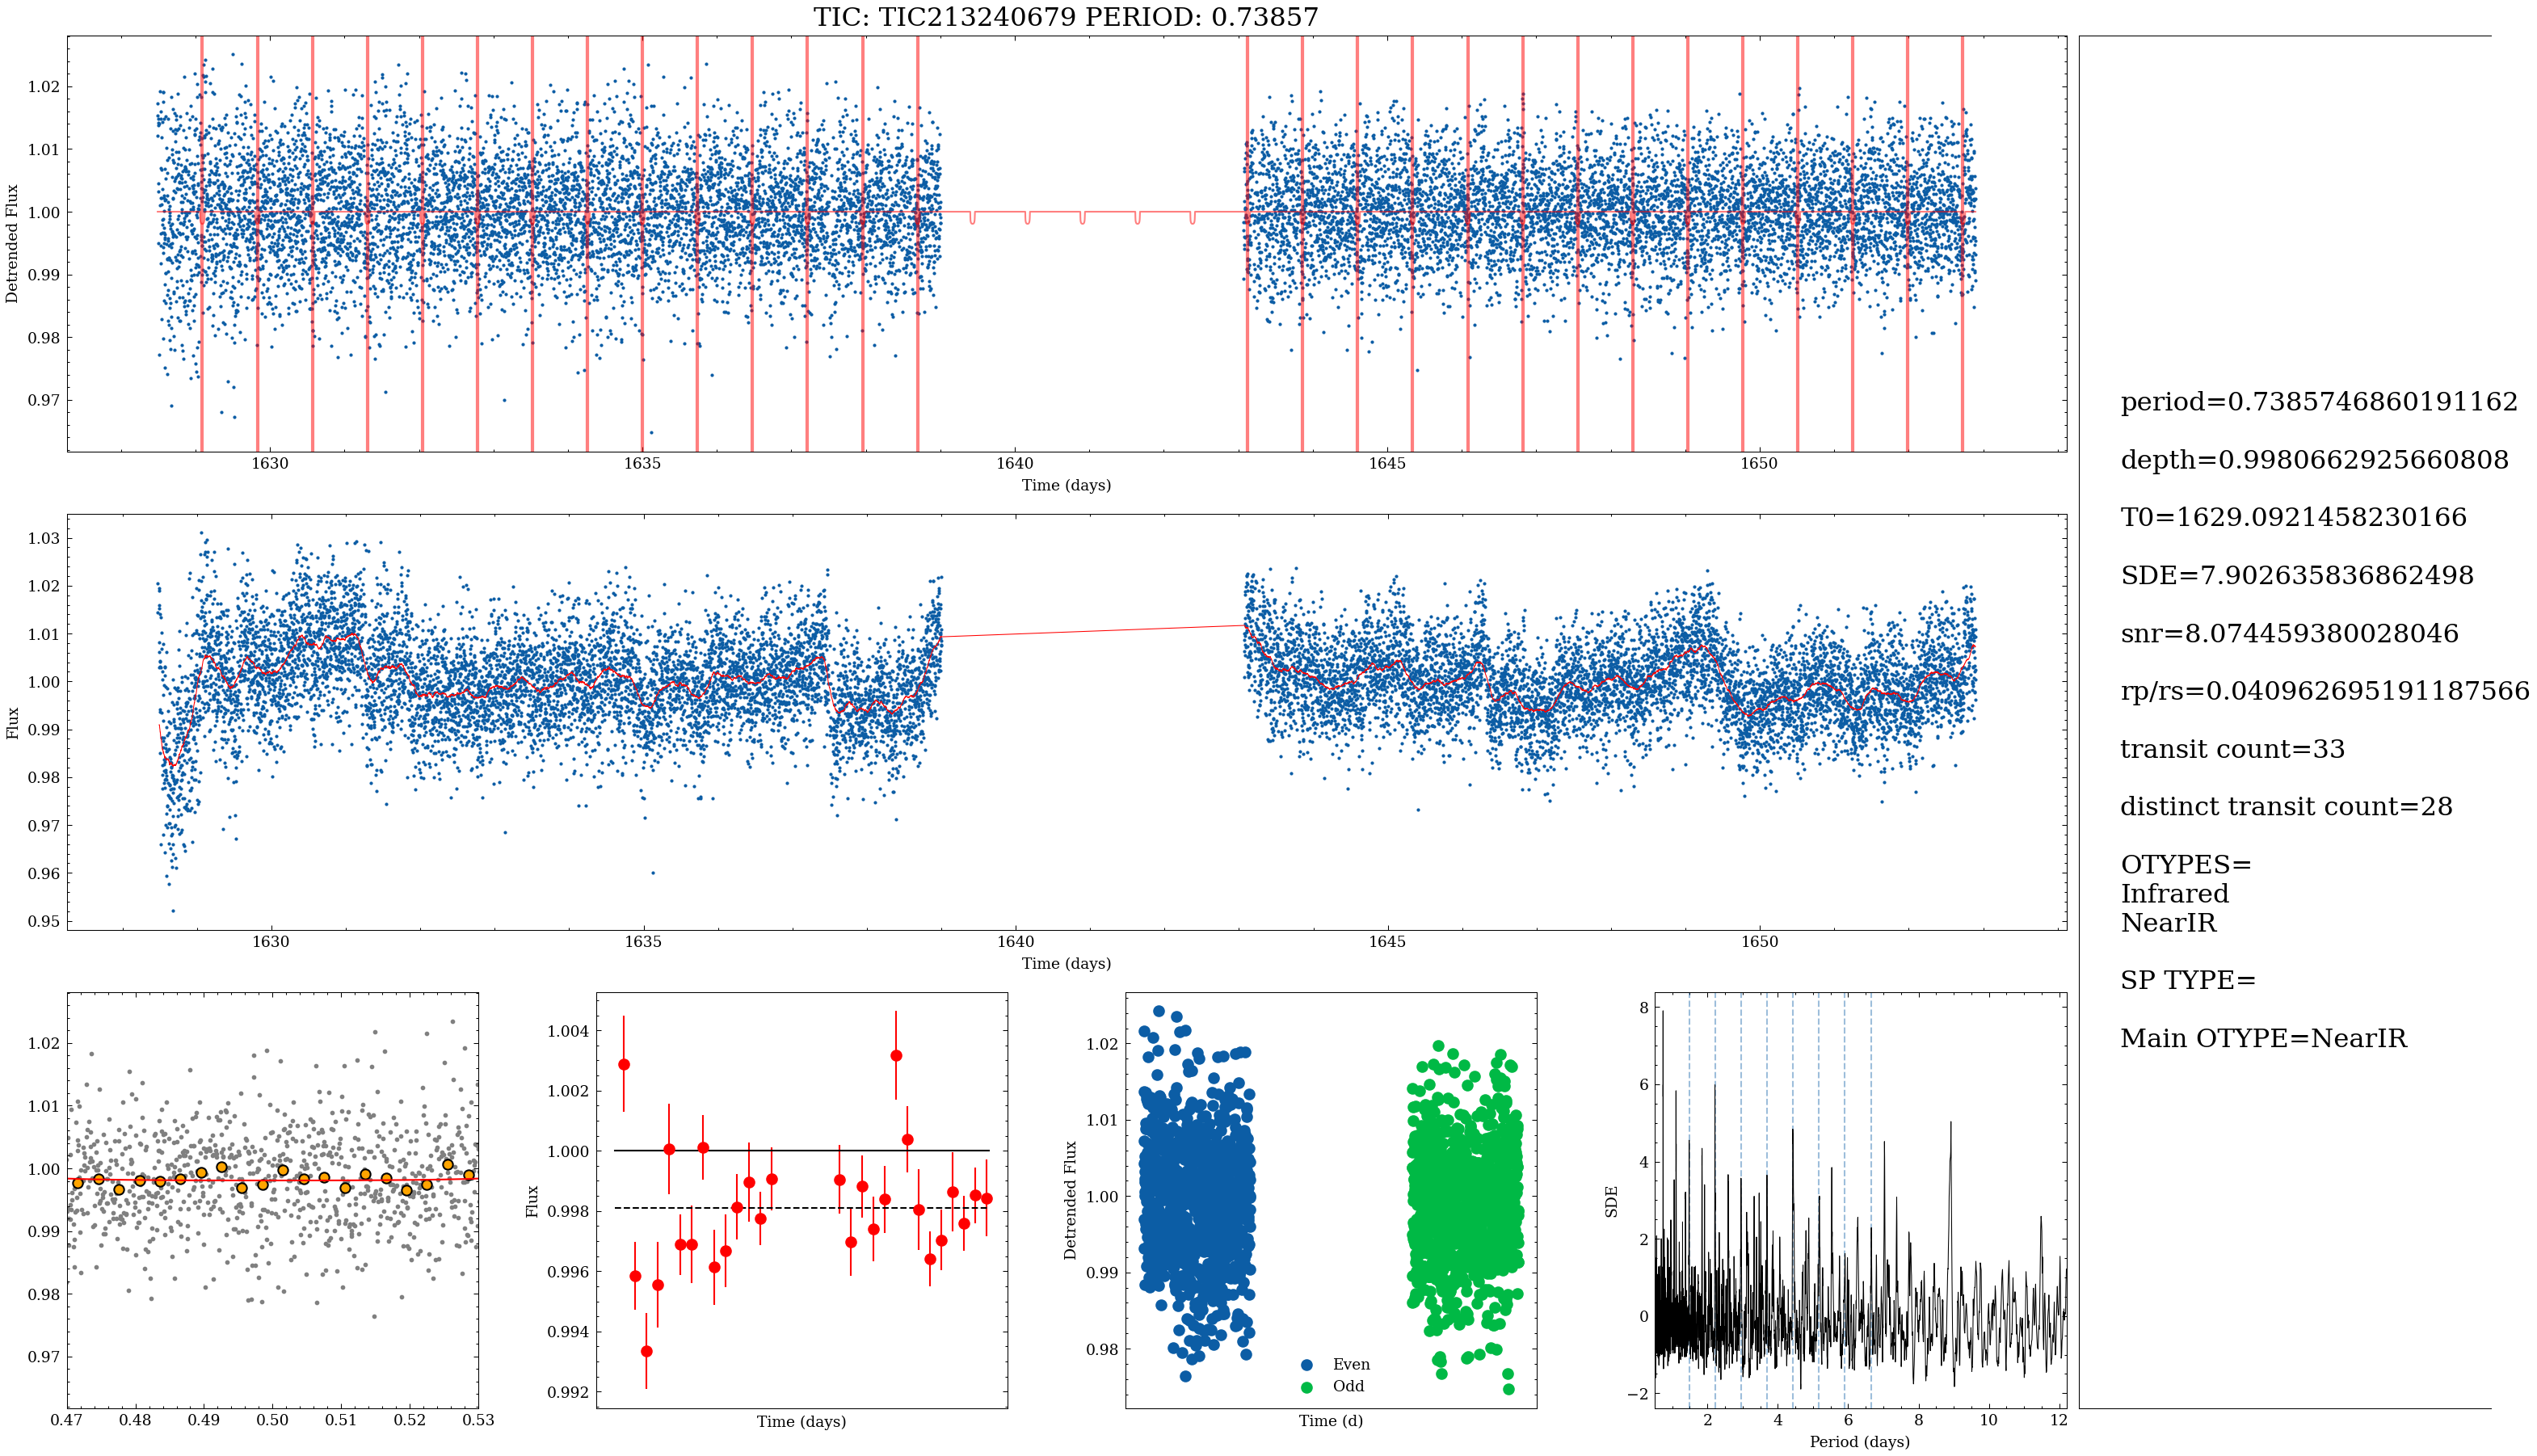 TIC: TIC213240679 PERIOD: 0.73857
1.02
1.01
1.00
0.99
0.98
0.97
Detrended Flux
1630
1635
1640
1645
1650
Time (days)
1.03
1.02
1.01
1.00
0.99
0.98
0.97
0.96
0.95
Flux
1630
1635
1640
1645
1650
Time (days)
1.02
1.01
1.00
0.99
0.98
0.97
0.47
0.48
0.49
0.50
0.51
0.52
0.53
1.004
1.002
1.000
0.998
0.996
0.994
0.992
Flux
Time (days)
1.02
1.01
1.00
0.99
0.98
Detrended Flux
Even
Odd
Time (d)
8
6
4
2
0
−2
SDE
2
4
6
8
10
12
Period (days)
period=0.7385746860191162
depth=0.9980662925660808
T0=1629.0921458230166
SDE=7.902635836862498
snr=8.074459380028046
rp/rs=0.040962695191187566
transit count=33
distinct transit count=28
OTYPES=
Infrared
NearIR
SP TYPE=
Main OTYPE=NearIR